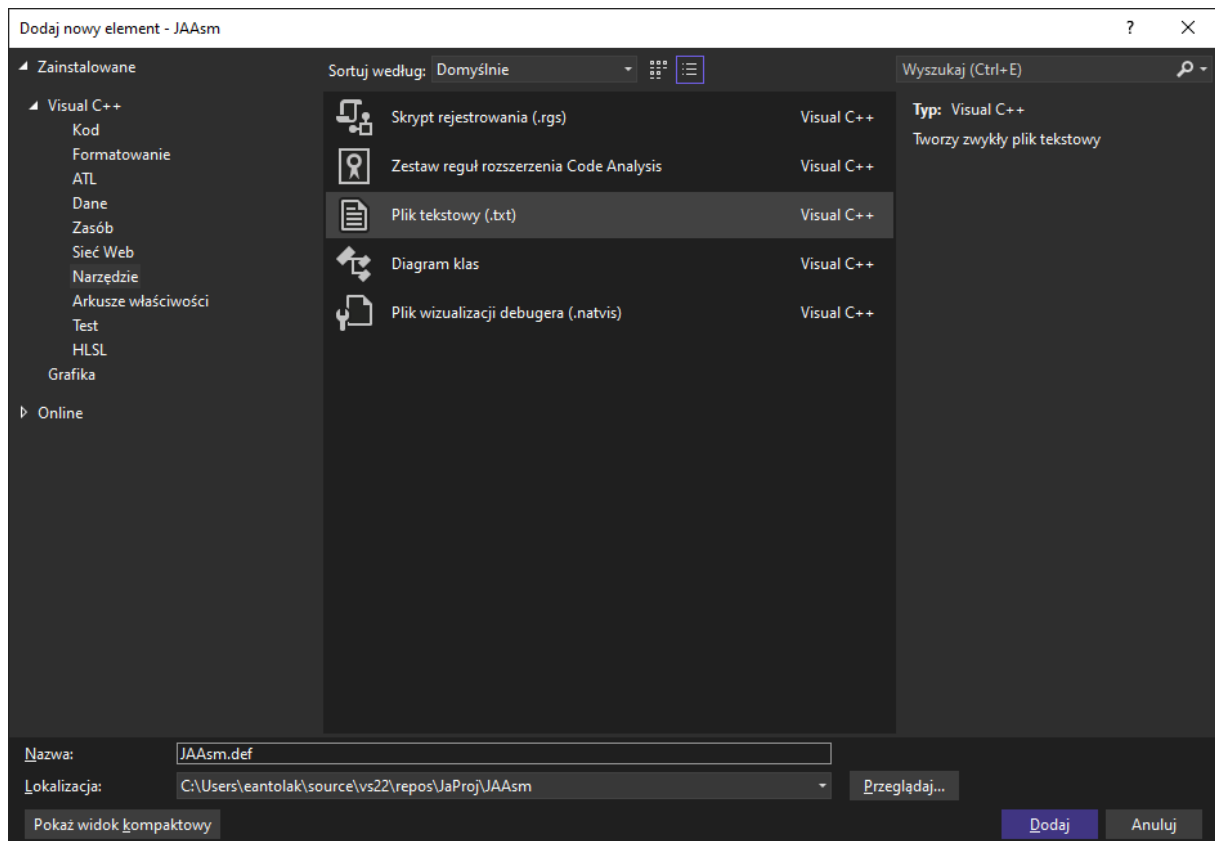 Dodaj nowy element - JAAsm
?
Zainstalowane
Visual C++
Kod
Formatowanie
ATL
Dane
Zasób
Sieć Web
Narzędzie
Arkusze właściwości
Test
HLSL
Grafika
Online
Sortuj według: Domyślnie
Skrypt rejestrowania (.rgs) Visual C++
Zestaw reguł rozszerzenia Code Analysis Visual C++
Plik tekstowy (.txt) Visual C++
Diagram klas Visual C++
Plik wizualizacji debugera (.natvis) Visual C++
Wyszukaj (Ctrl+E)
Typ: Visual C++
Tworzy zwykły plik tekstowy
Nazwa: JAAsm.def
Lokalizacja: C:\Users\eantolak\source\vs22\repos\JaProj\JAAsm Przeglądaj...
Pokaż widok kompaktowy Dodaj Anuluj